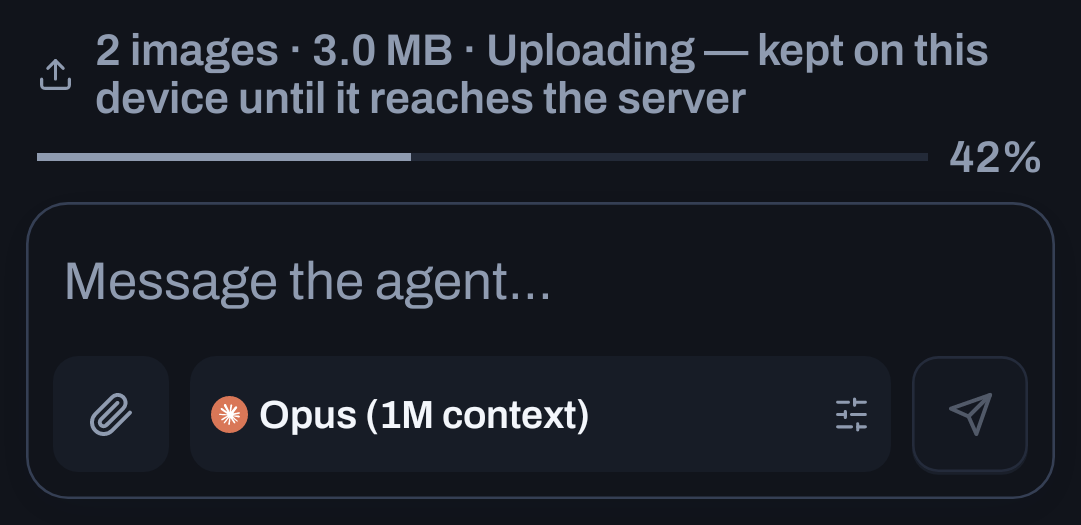 2 images · 3.0 MB · Uploading — kept on this
device until it reaches the server
42%
Message the agent...
Opus (1M context)